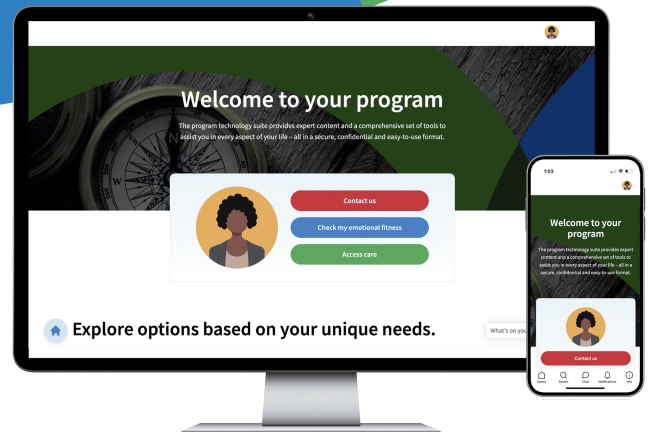 Welcome to your program
The program technology suite provides expert content and a comprehensive set of tools to
assist you in every aspect of your life – all in a secure, confidential and easy-to-use format.
N
W
Contact us
Check my emotional fitness
Access care
Explore options based on your unique needs.
What's on you
1:03
Welcome to your
program
The program technology suite provides expert
content and a comprehensive set of tools to
assist you in every aspect of your life – all in a
secure, confidential and easy-to-use format.
Contact us
Home Search Chat Notifications Info